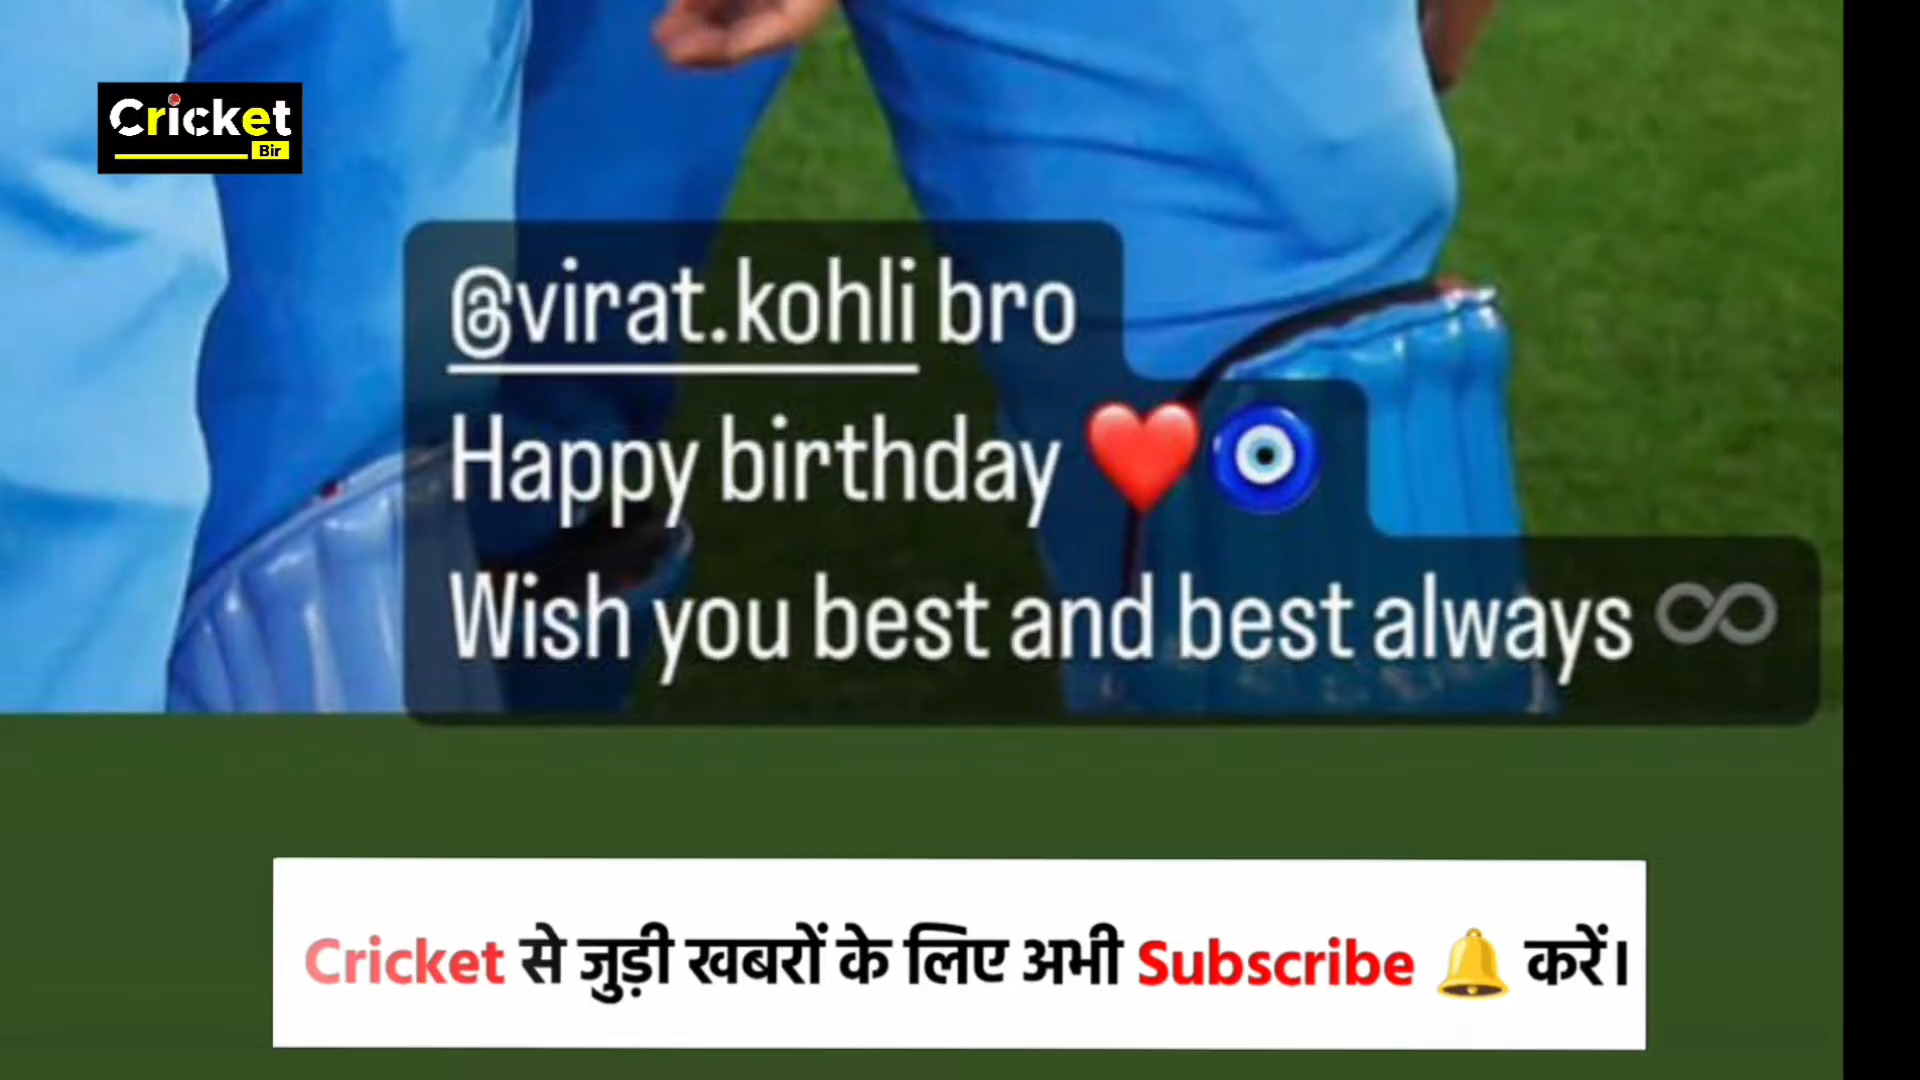 Cricket
Bir
@virat.kohli bro
Happy birthday ❤️🧿
Wish you best and best always ♾
Cricket से जुड़ी खबरों के लिए अभी Subscribe 🔔 करें।